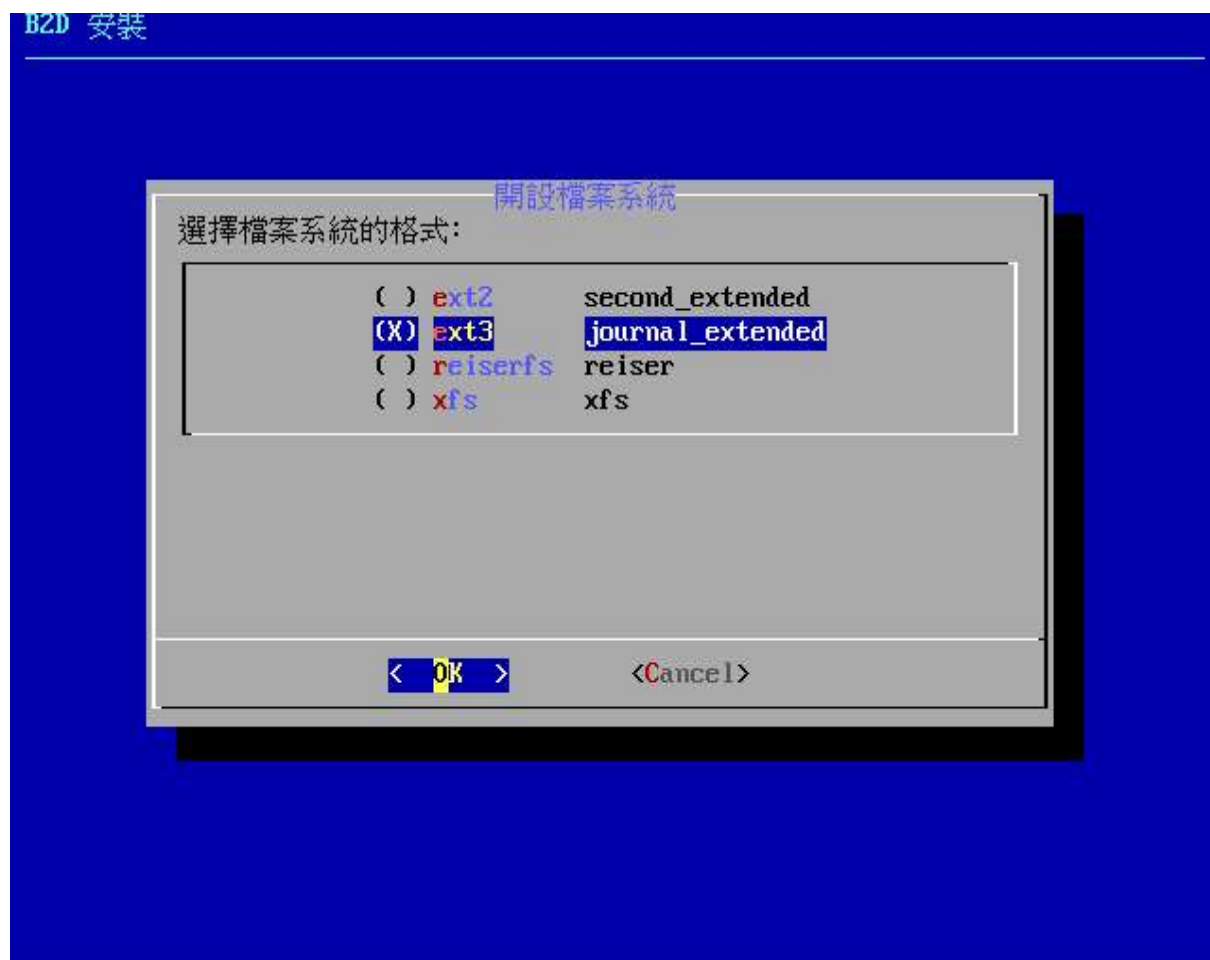 B2D 安裝
開設檔案系統
選擇檔案系統的格式:
( ) ext2 second_extended
(X) ext3 journal_extended
( ) reiserfs reiser
( ) xfs xfs
< OK > <Cancel>